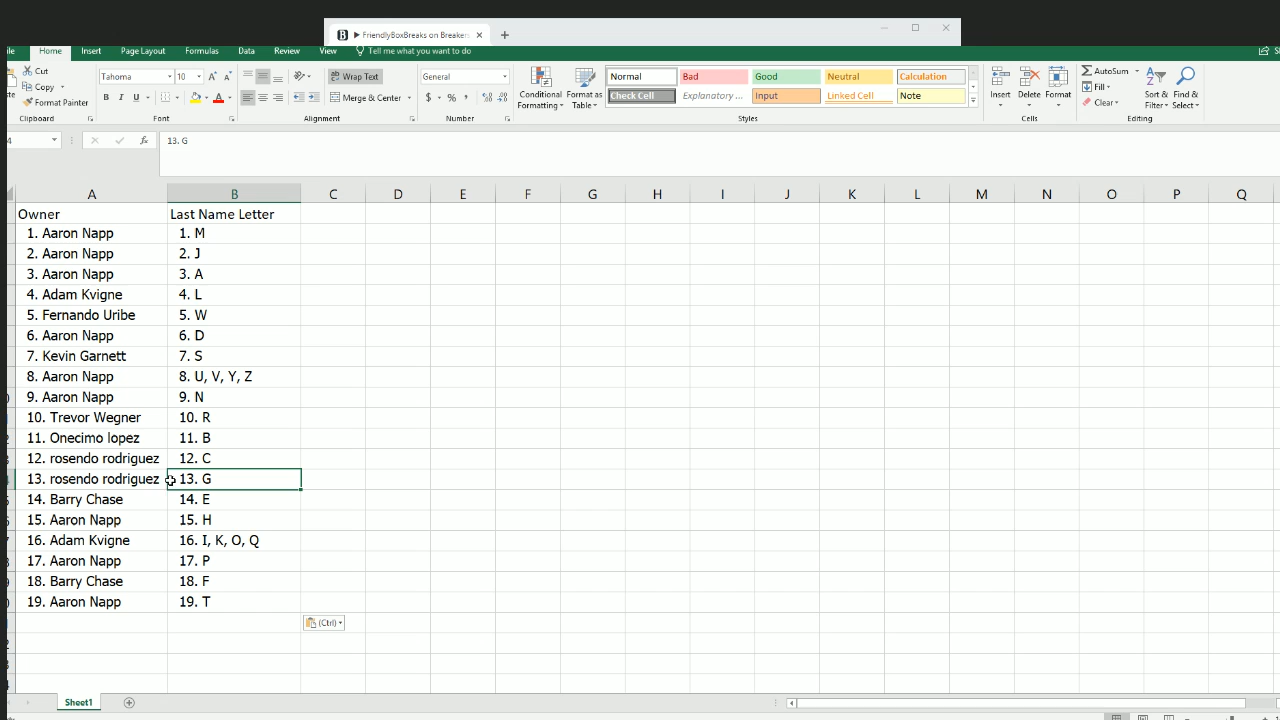 FriendlyBoxBreaks on Breaker
Home Insert Page Layout Formulas Data Review View Tell me what you want to do
Cut
Copy
Format Painter
Clipboard
Tahoma 10
B I U
Font
Wrap Text
Merge & Center
Alignment
General
$ % ,
Number
Conditional Formatting
Format as Table
Normal Bad Good Neutral Calculation
Check Cell Explanatory ... Input Linked Cell Note
Styles
Insert Delete Format
Cells
AutoSum
Fill
Clear
Sort & Filter
Find & Select
Editing
13. G
A B C D E F G H I J K L M N O P Q
Owner Last Name Letter
1. Aaron Napp 1. M
2. Aaron Napp 2. J
3. Aaron Napp 3. A
4. Adam Kvigne 4. L
5. Fernando Uribe 5. W
6. Aaron Napp 6. D
7. Kevin Garnett 7. S
8. Aaron Napp 8. U, V, Y, Z
9. Aaron Napp 9. N
10. Trevor Wegner 10. R
11. Onecimo lopez 11. B
12. rosendo rodriguez 12. C
13. rosendo rodriguez 13. G
14. Barry Chase 14. E
15. Aaron Napp 15. H
16. Adam Kvigne 16. I, K, O, Q
17. Aaron Napp 17. P
18. Barry Chase 18. F
19. Aaron Napp 19. T
(Ctrl)
Sheet1